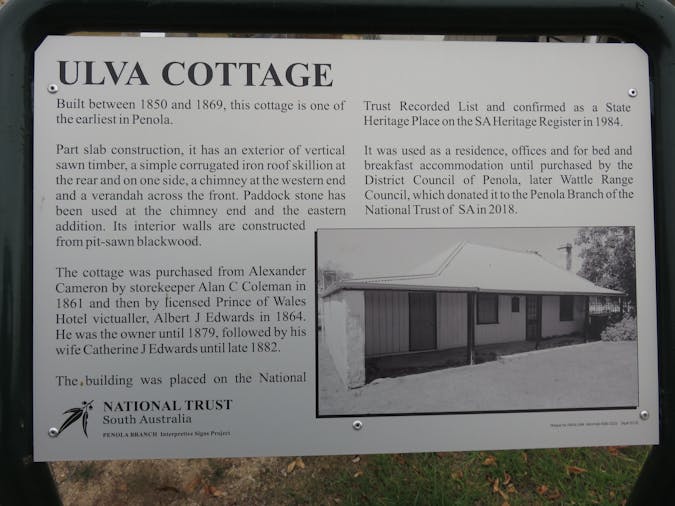 ULVA COTTAGE
Built between 1850 and 1869, this cottage is one of
the earliest in Penola.
Part slab construction, it has an exterior of vertical
sawn timber, a simple corrugated iron roof skillion at
the rear and on one side, a chimney at the western end
and a verandah across the front. Paddock stone has
been used at the chimney end and the eastern
addition. Its interior walls are constructed
from pit-sawn blackwood.
The cottage was purchased from Alexander
Cameron by storekeeper Alan C Coleman in
1861 and then by licensed Prince of Wales
Hotel victualler, Albert J Edwards in 1864.
He was the owner until 1879, followed by his
wife Catherine J Edwards until late 1882.
The building was placed on the National
Trust Recorded List and confirmed as a State
Heritage Place on the SA Heritage Register in 1984.
It was used as a residence, offices and for bed and
breakfast accommodation until purchased by the
District Council of Penola, later Wattle Range
Council, which donated it to the Penola Branch of the
National Trust of SA in 2018.
NATIONAL TRUST
South Australia
PENOLA BRANCH Interpretive Signs Project